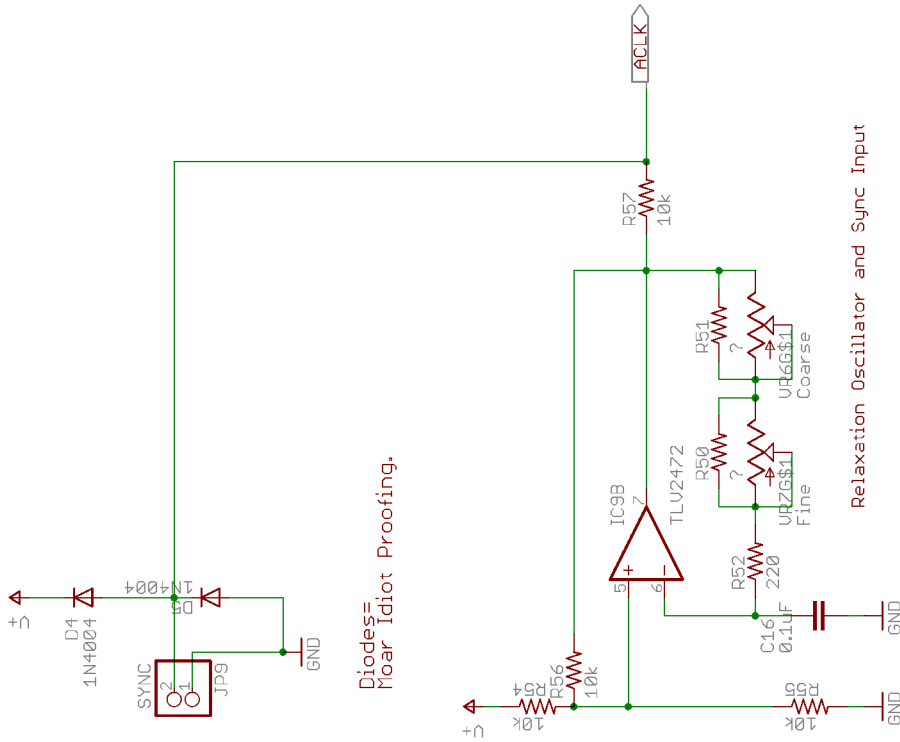 ACLK
R57
10k
R51
?
VR6G$1
Coarse
R50
?
VR7G$1
Fine
IC9B
TLV2472
7
5
+
6
-
R52
220
C16
0.1uF
GND
R56
10k
V+
R54
10k
R55
10k
GND
V+
D4
1N4004
1N4004
D5
SYNC
2
1
JP9
GND
Diodes=
Moar Idiot Proofing.
Relaxation Oscillator and Sync Input